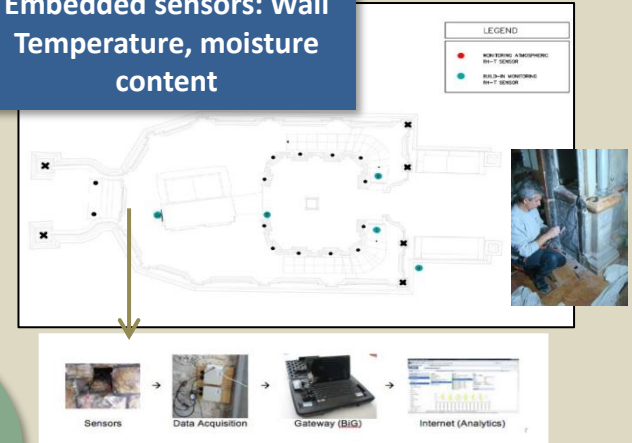 Embedded sensors: Wall
Temperature, moisture
content
LEGEND
MONITORING ATMOSPHERIC
RH-T SENSOR
BUILD-IN MONITORING
RH-T SENSOR
Sensors
Data Acquisition
Gateway (BiG)
Internet (Analytics)
7